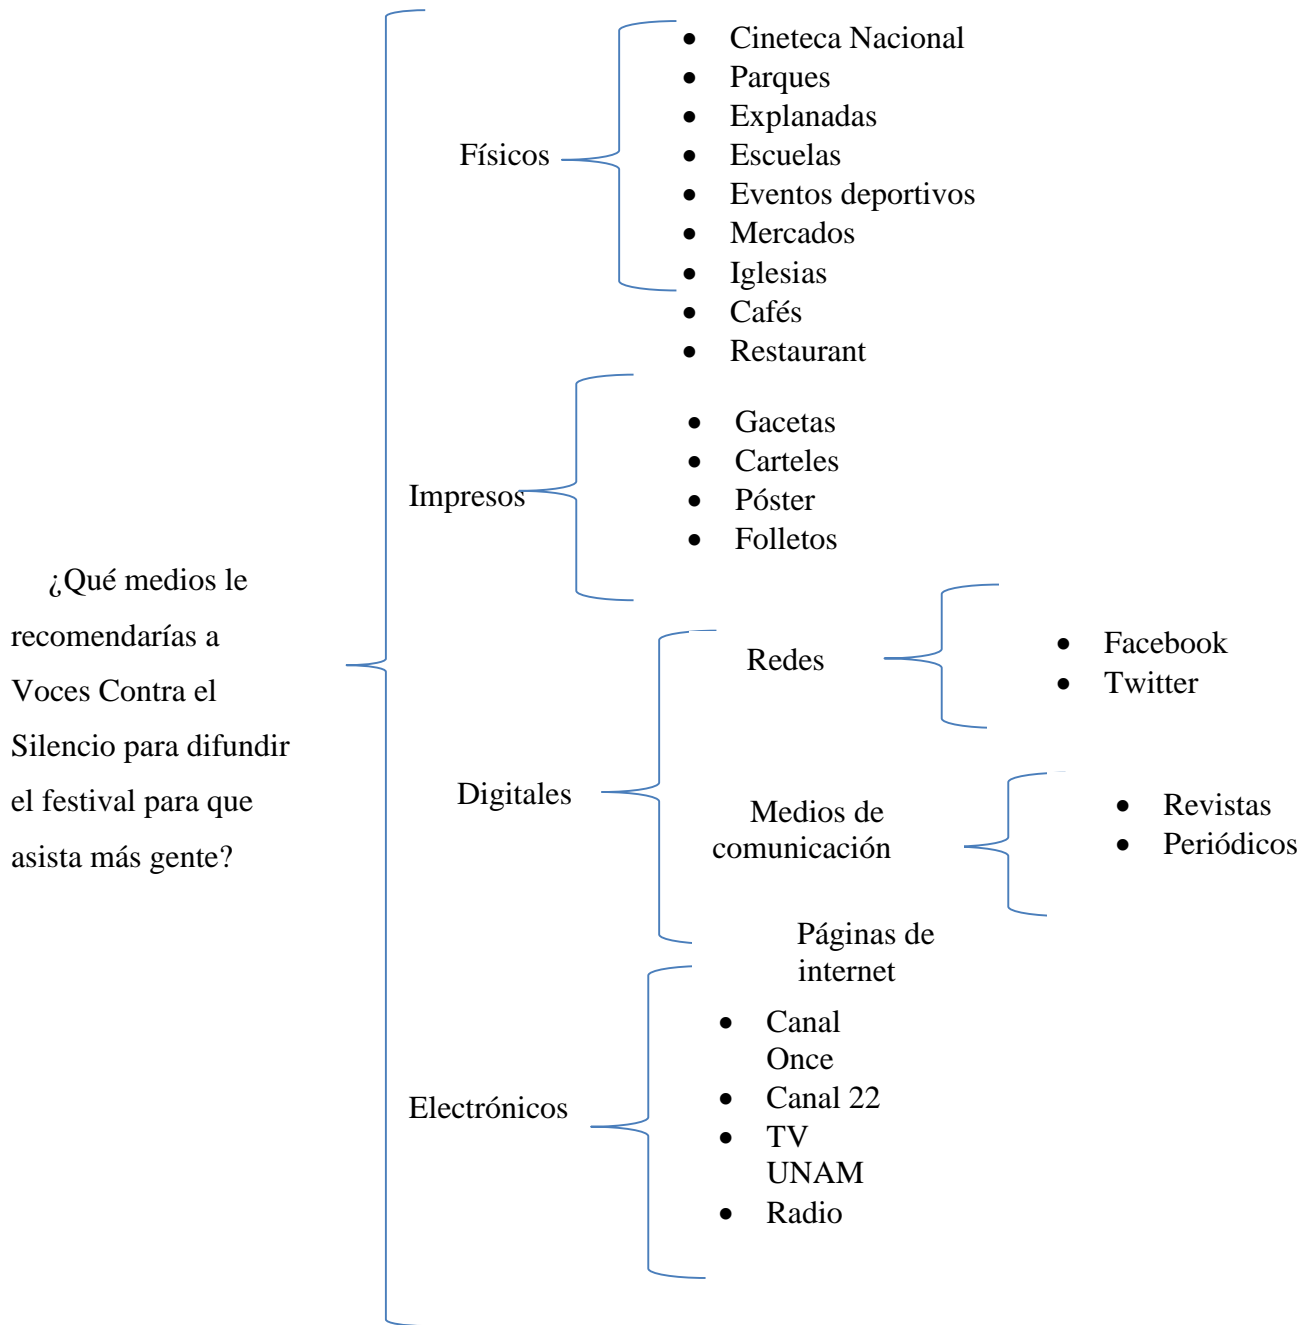 ¿Qué medios le
recomendarías a
Voces Contra el
Silencio para difundir
el festival para que
asista más gente?
Físicos
• Cineteca Nacional
• Parques
• Explanadas
• Escuelas
• Eventos deportivos
• Mercados
• Iglesias
• Cafés
• Restaurant
Impresos
• Gacetas
• Carteles
• Póster
• Folletos
Digitales
Redes
• Facebook
• Twitter
Medios de
comunicación
• Revistas
• Periódicos
Páginas de
internet
Electrónicos
• Canal
Once
• Canal 22
• TV
UNAM
• Radio